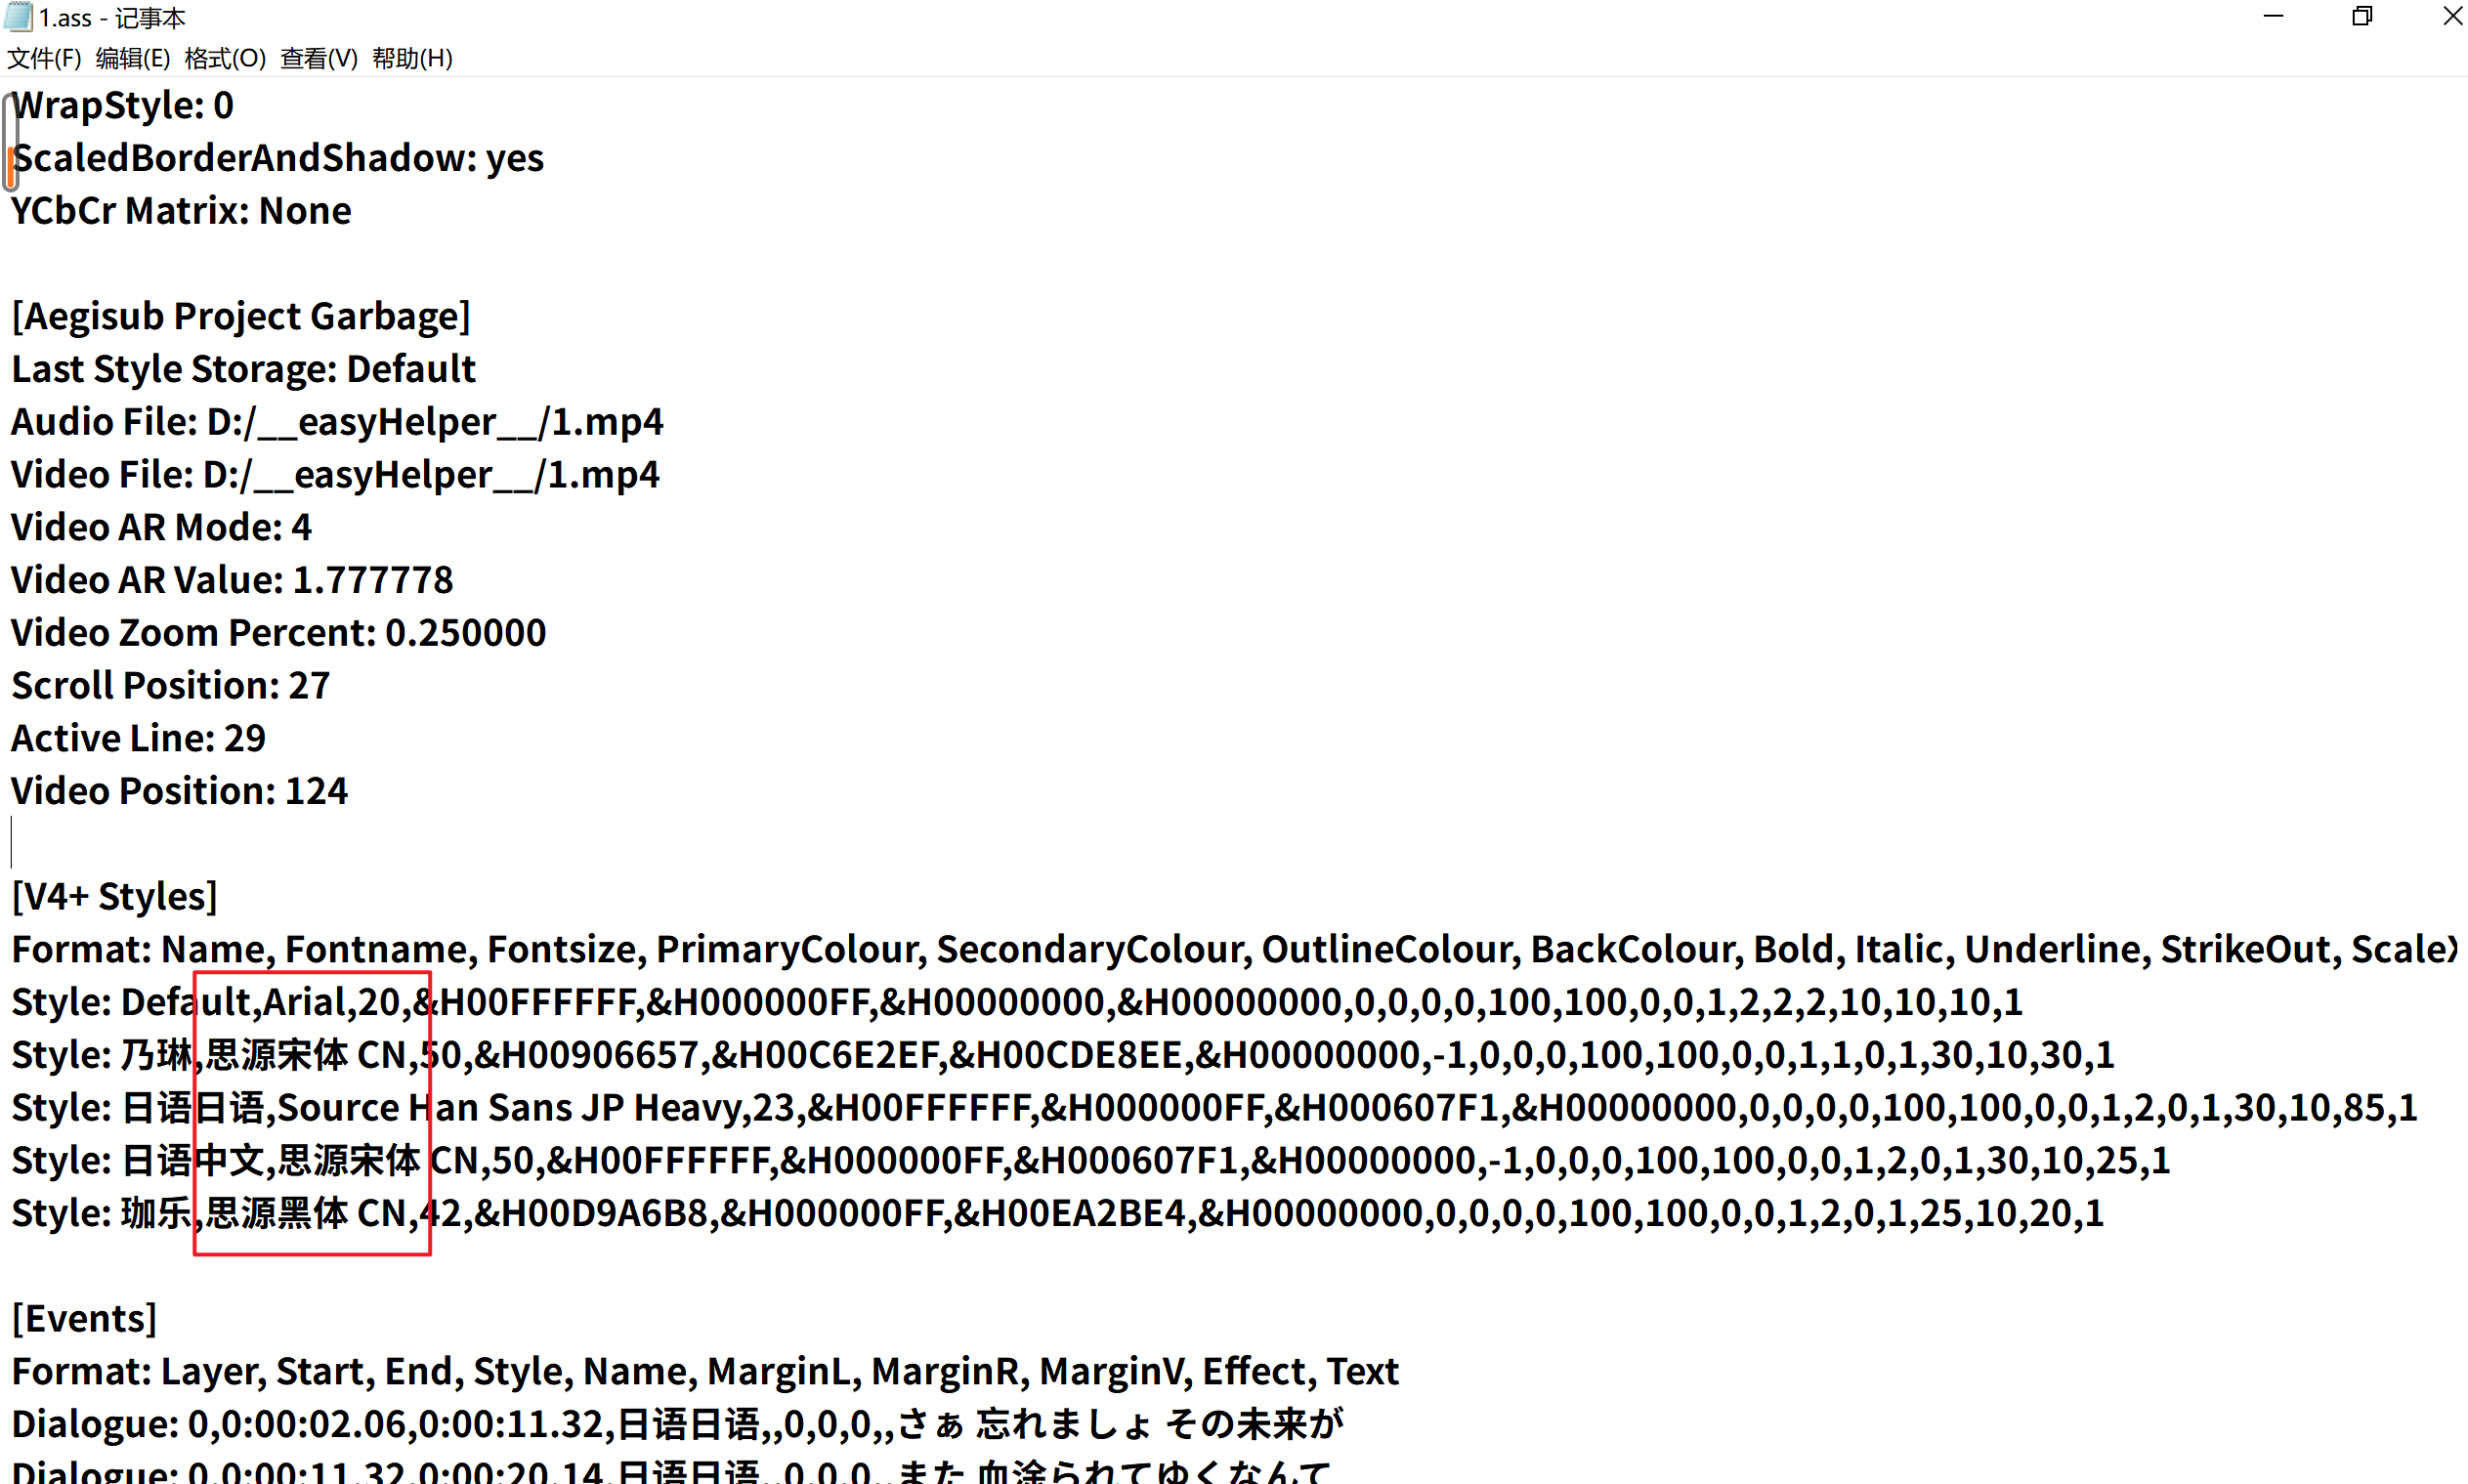 1.ass - 记事本
文件(F) 编辑(E) 格式(O) 查看(V) 帮助(H)
WrapStyle: 0
ScaledBorderAndShadow: yes
YCbCr Matrix: None
[Aegisub Project Garbage]
Last Style Storage: Default
Audio File: D:/__easyHelper__/1.mp4
Video File: D:/__easyHelper__/1.mp4
Video AR Mode: 4
Video AR Value: 1.777778
Video Zoom Percent: 0.250000
Scroll Position: 27
Active Line: 29
Video Position: 124
[V4+ Styles]
Format: Name, Fontname, Fontsize, PrimaryColour, SecondaryColour, OutlineColour, BackColour, Bold, Italic, Underline, StrikeOut, ScaleX
Style: Default,Arial,20,&H00FFFFFF,&H000000FF,&H00000000,&H00000000,0,0,0,0,100,100,0,0,1,2,2,2,10,10,10,1
Style: 乃琳,思源宋体 CN,50,&H00906657,&H00C6E2EF,&H00CDE8EE,&H00000000,-1,0,0,0,100,100,0,0,1,1,0,1,30,10,30,1
Style: 日语日语,Source Han Sans JP Heavy,23,&H00FFFFFF,&H000000FF,&H000607F1,&H00000000,0,0,0,0,100,100,0,0,1,2,0,1,30,10,85,1
Style: 日语中文,思源宋体 CN,50,&H00FFFFFF,&H000000FF,&H000607F1,&H00000000,-1,0,0,0,100,100,0,0,1,2,0,1,30,10,25,1
Style: 珈乐,思源黑体 CN,42,&H00D9A6B8,&H000000FF,&H00EA2BE4,&H00000000,0,0,0,0,100,100,0,0,1,2,0,1,25,10,20,1
[Events]
Format: Layer, Start, End, Style, Name, MarginL, MarginR, MarginV, Effect, Text
Dialogue: 0,0:00:02.06,0:00:11.32,日语日语,,0,0,0,,さぁ 忘れましょ その未来が
Dialogue: 0,0:00:11.32,0:00:20.14,日语日语,,0,0,0,,また 血塗られてゆくなんて